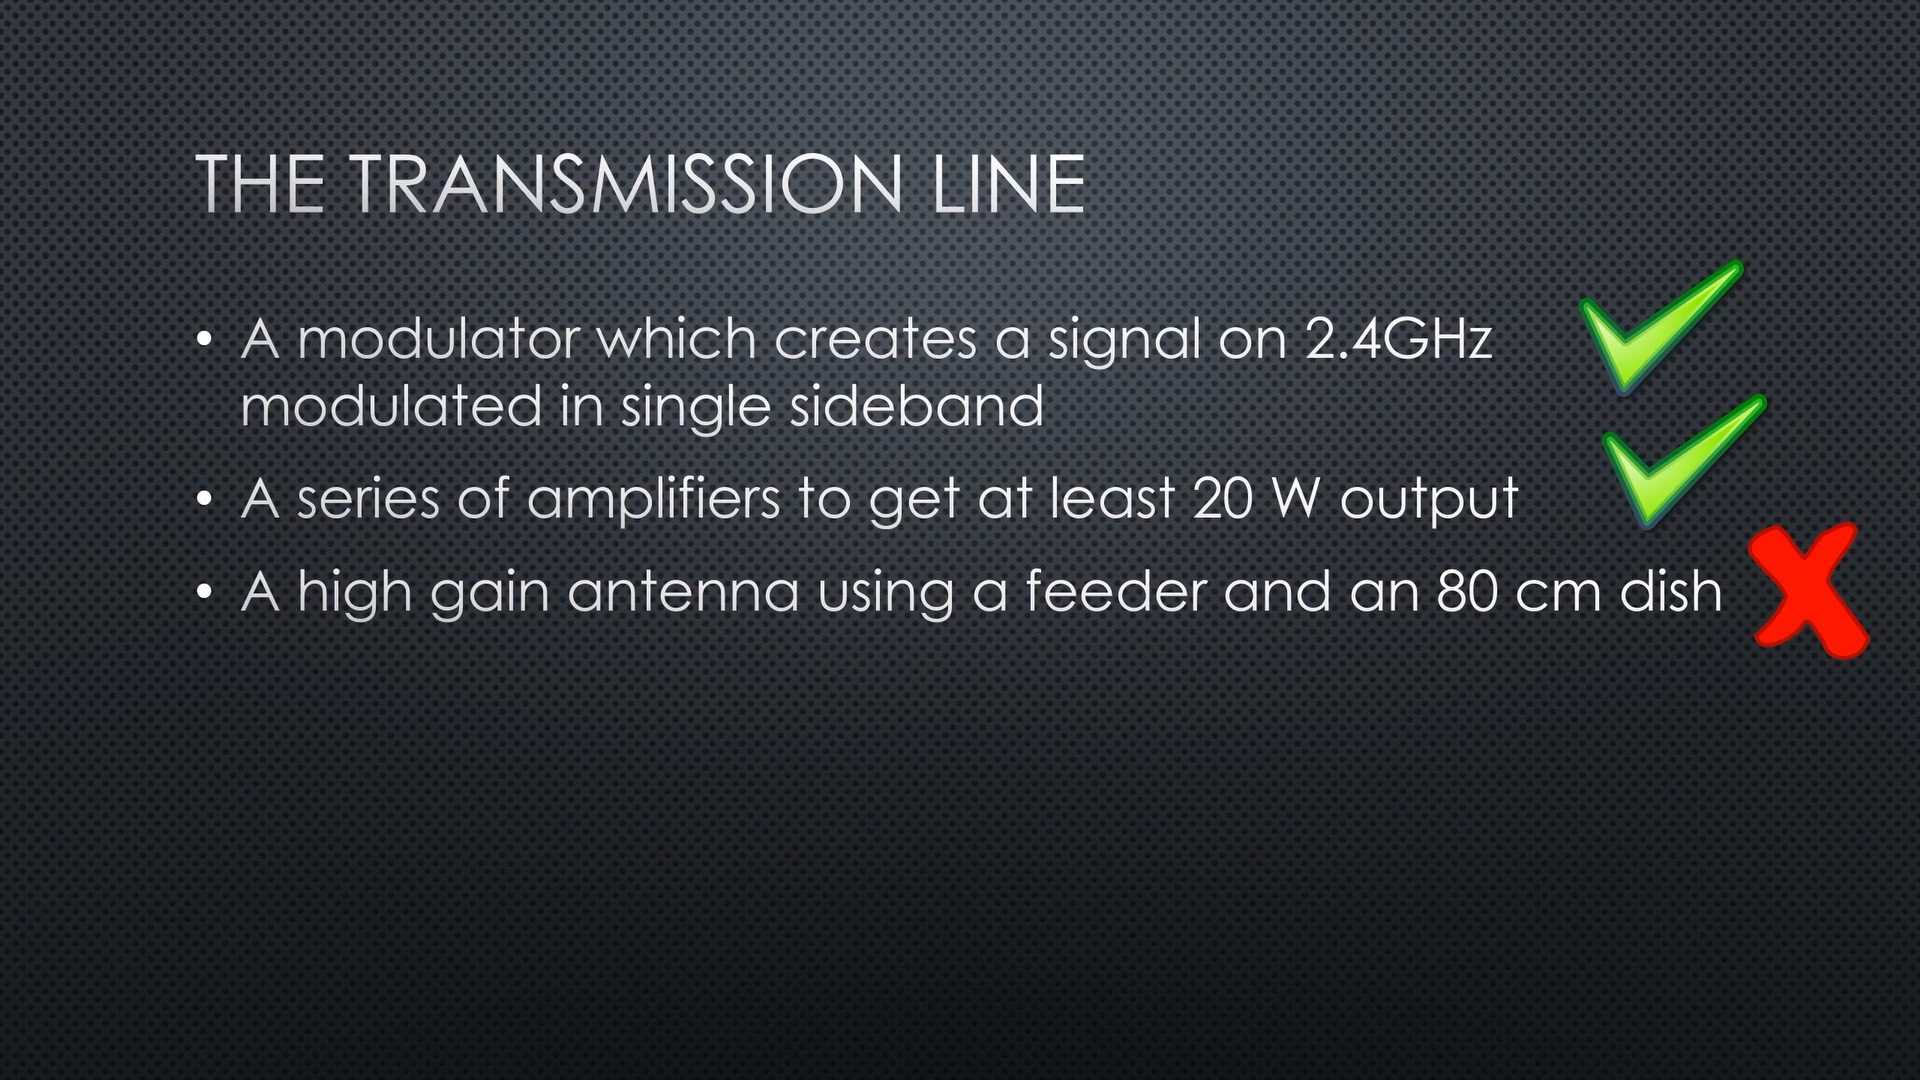 THE TRANSMISSION LINE
• A modulator which creates a signal on 2.4GHz
modulated in single sideband
• A series of amplifiers to get at least 20 W output
• A high gain antenna using a feeder and an 80 cm dish